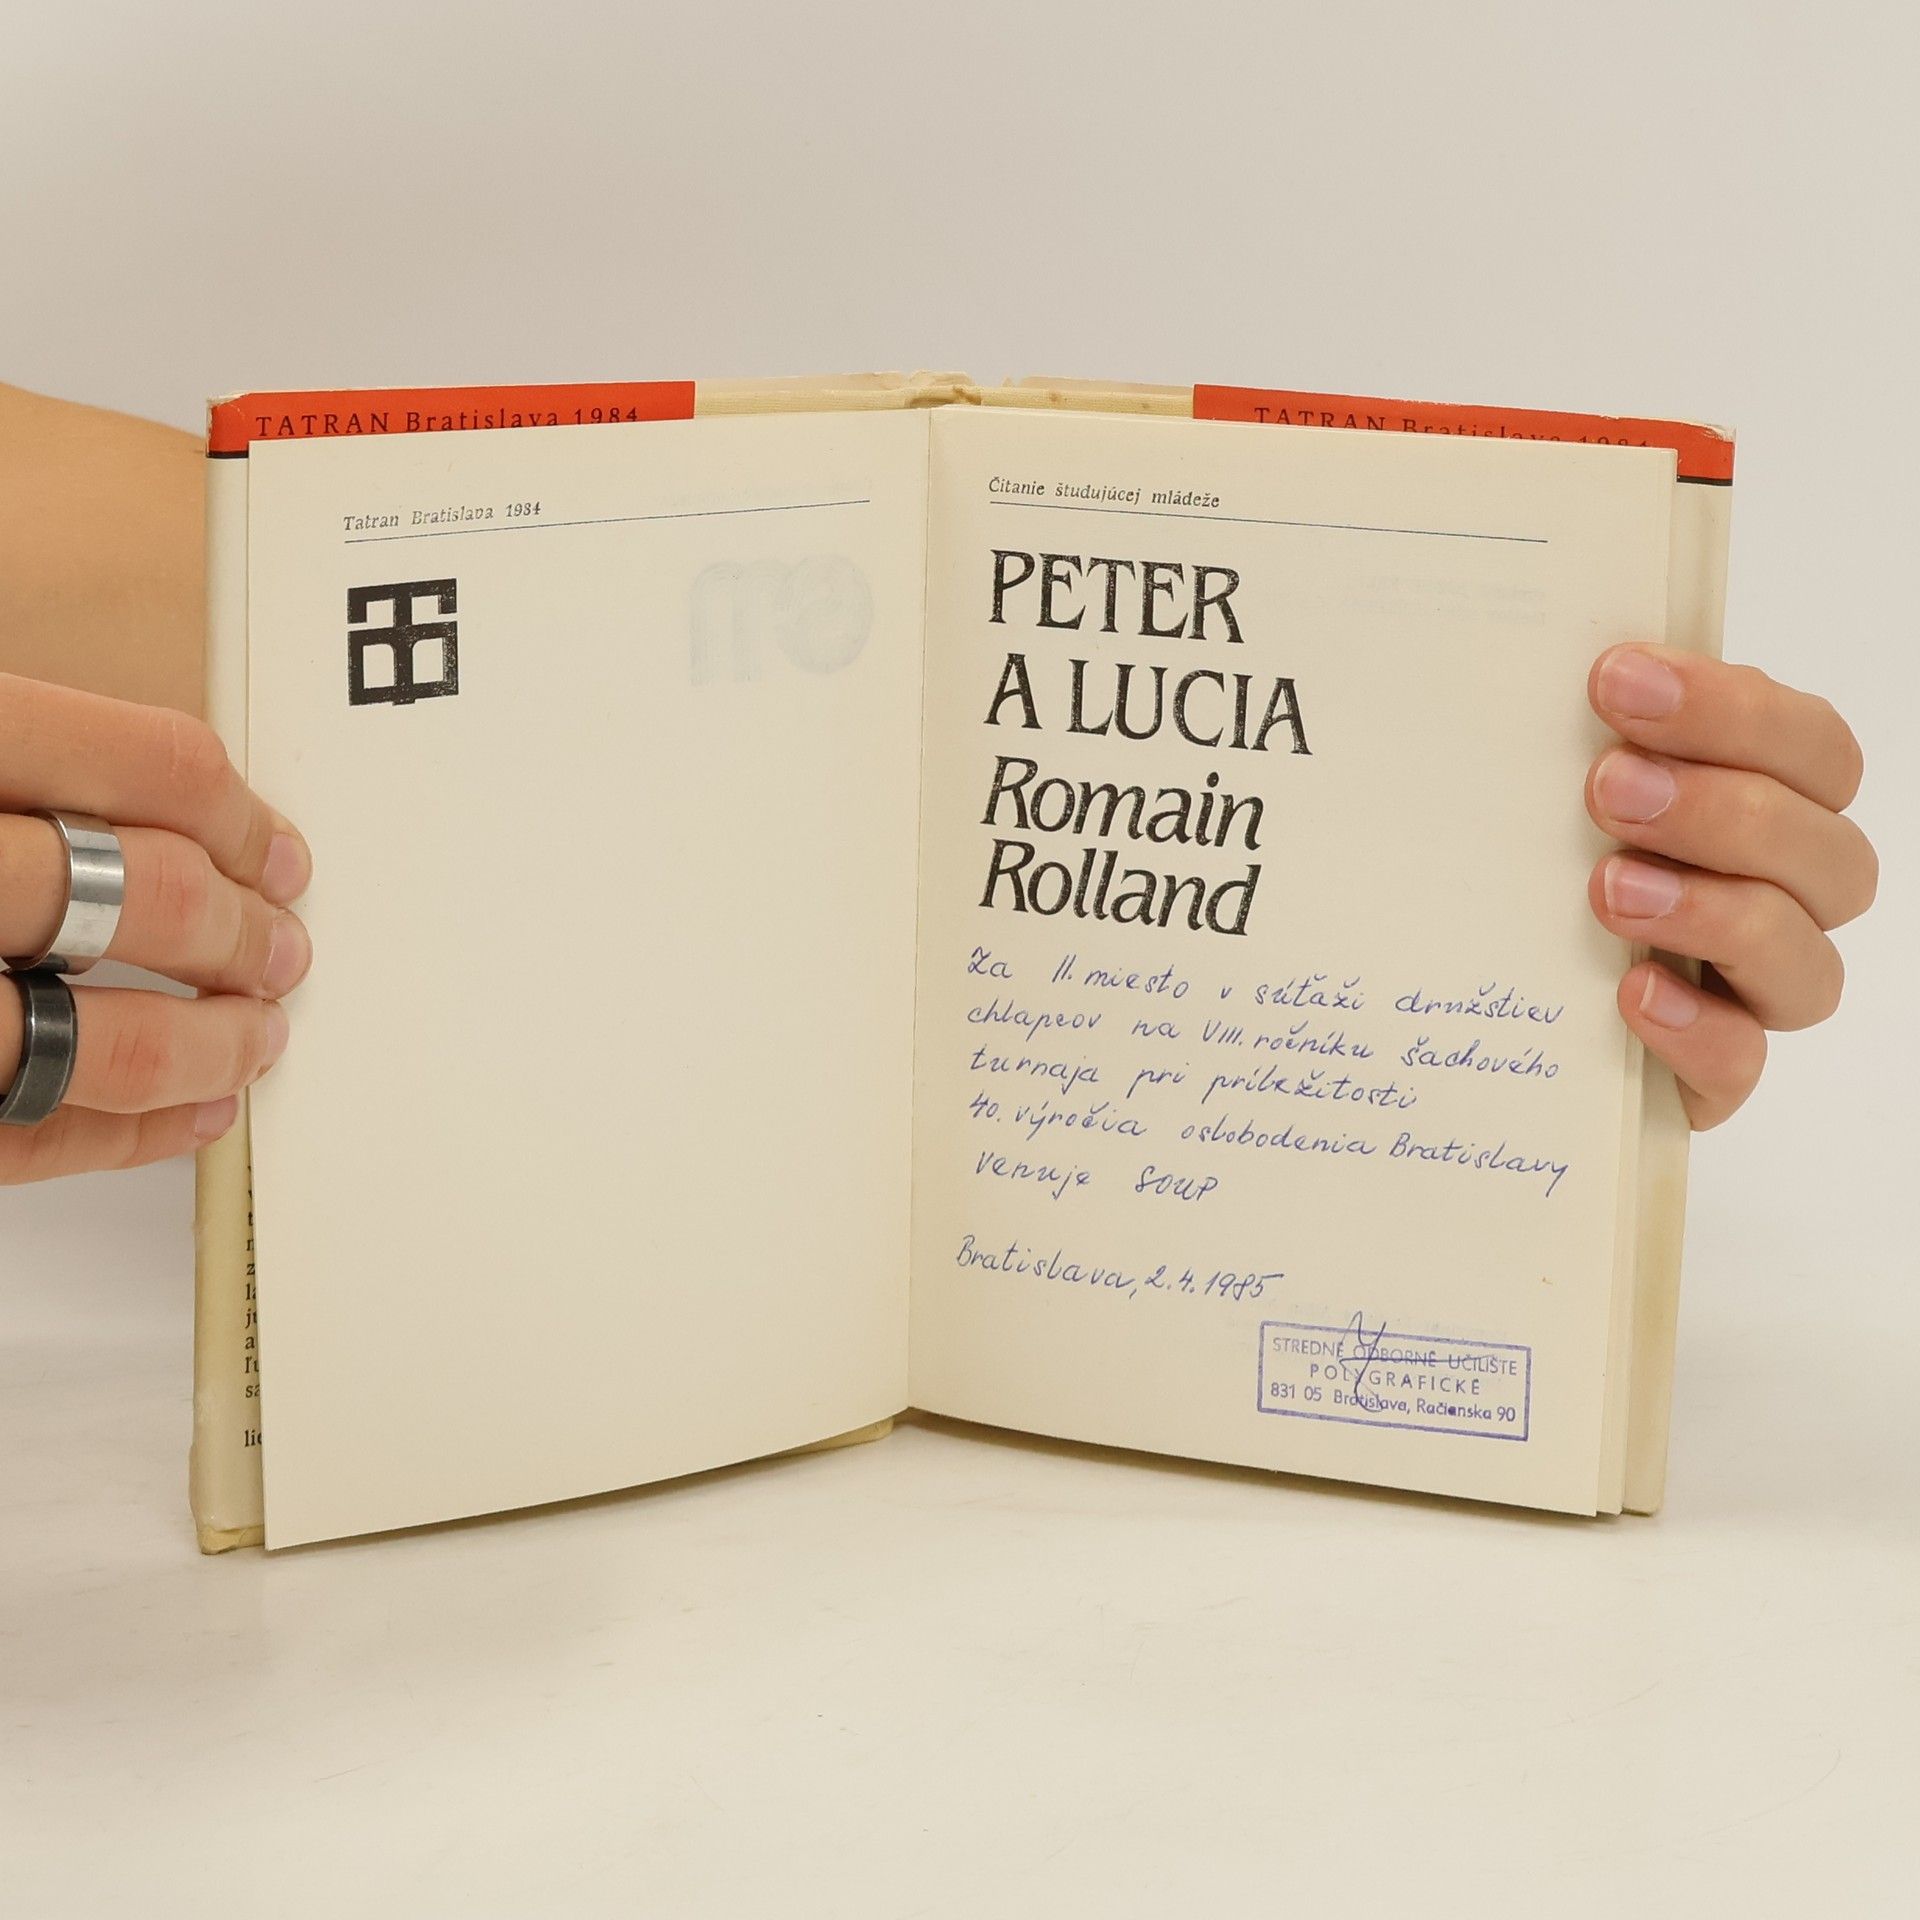 TATRAN Bratislava 1984
TATRAN Bratislava 1984
Tatran Bratislava 1984
Čítanie študujúcej mládeže
PETER
A LUCIA
Romain
Rolland
Za II. miesto v súťaži družstiev
chlapcov na VIII. ročníku šachového
turnaja pri príležitosti
40. výročia oslobodenia Bratislavy
venuje SOUP
Bratislava, 2.4.1985
STREDNÉ ODBORNÉ UČILIŠTE
POLYGRAFICKÉ
831 05 Bratislava, Račianska 90